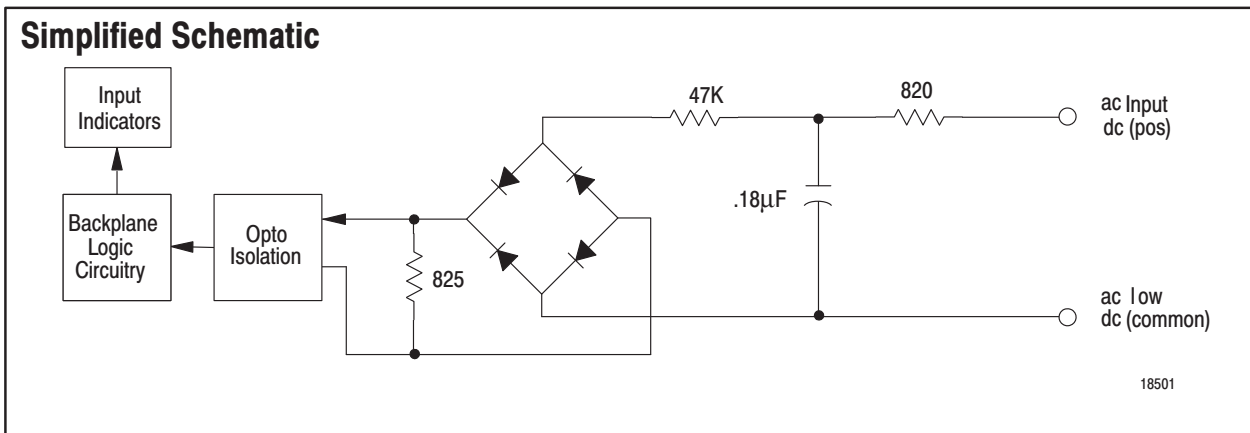 Simplified Schematic
Input
Indicators
Backplane
Logic
Circuitry
Opto
Isolation
825
47K
820
.18µF
ac Input
dc (pos)
ac low
dc (common)
18501